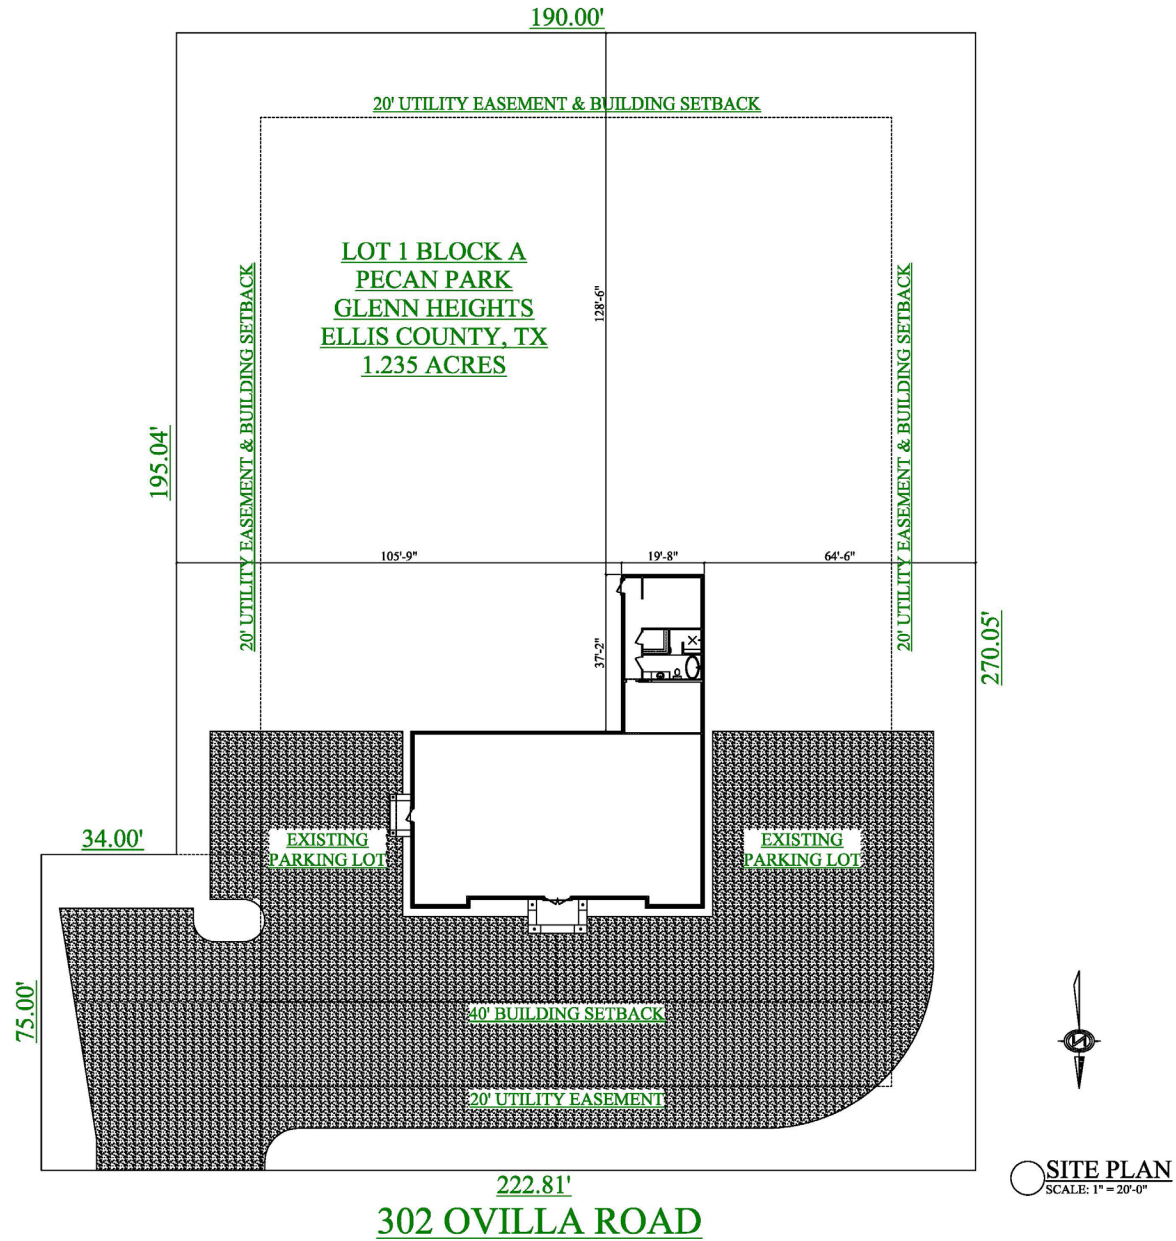 190.00'
20' UTILITY EASEMENT & BUILDING SETBACK
LOT 1 BLOCK A
PECAN PARK
GLENN HEIGHTS
ELLIS COUNTY, TX
1.235 ACRES
128'-6"
20' UTILITY EASEMENT & BUILDING SETBACK
20' UTILITY EASEMENT & BUILDING SETBACK
195.04'
105'-9"
19'-8"
64'-6"
37'-2"
270.05'
34.00'
EXISTING
PARKING LOT
EXISTING
PARKING LOT
75.00'
40' BUILDING SETBACK
20' UTILITY EASEMENT
222.81'
302 OVILLA ROAD
SITE PLAN
SCALE: 1" = 20'-0"